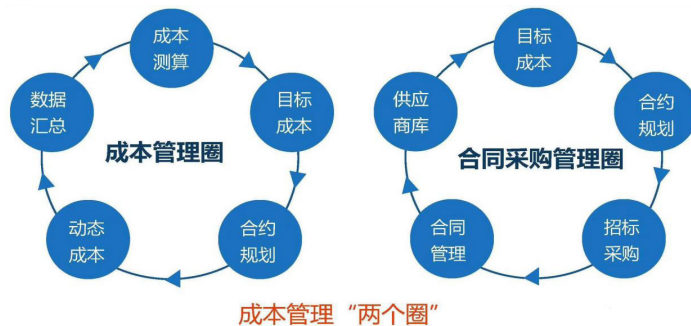 成本
测算
目标
成本
合约
规划
动态
成本
数据
汇总
成本管理圈
目标
成本
合约
规划
招标
采购
合同
管理
供应
商库
合同采购管理圈
成本管理“两个圈”